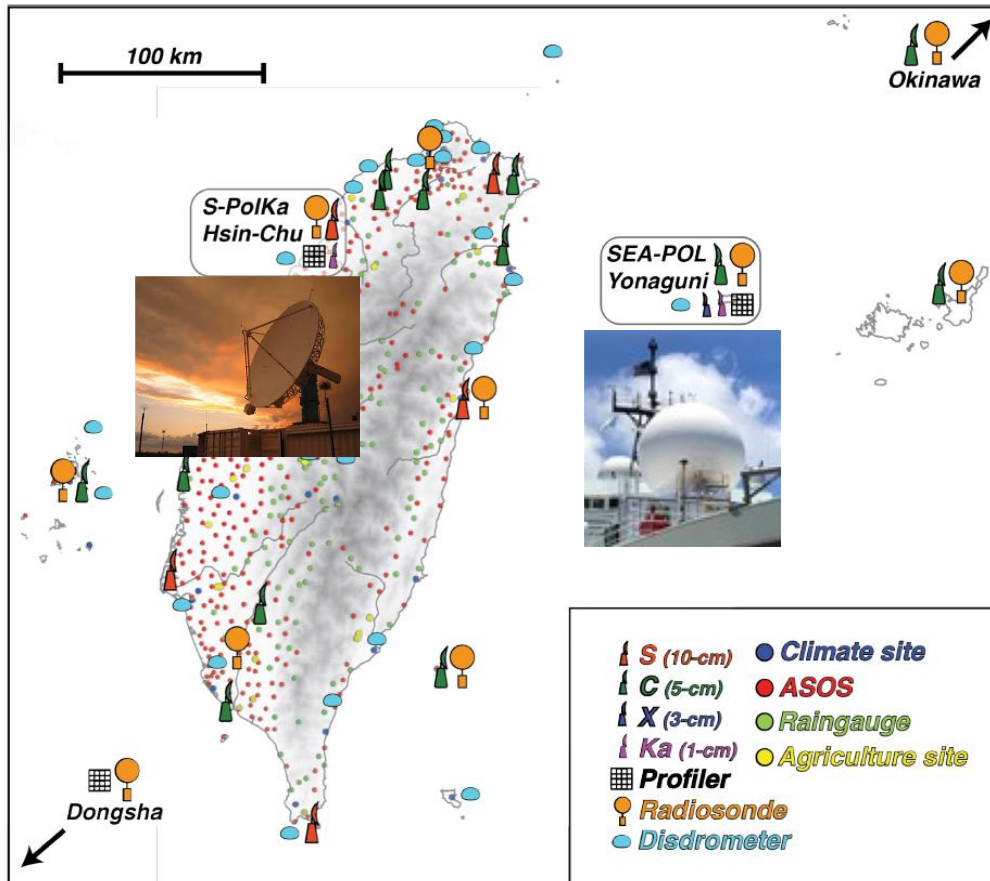 100 km
Okinawa
S-PolKa
Hsin-Chu
SEA-POL
Yonaguni
Dongsha
S (10-cm)
C (5-cm)
X (3-cm)
Ka (1-cm)
Profiler
Radiosonde
Disdrometer
Climate site
ASOS
Raingauge
Agriculture site